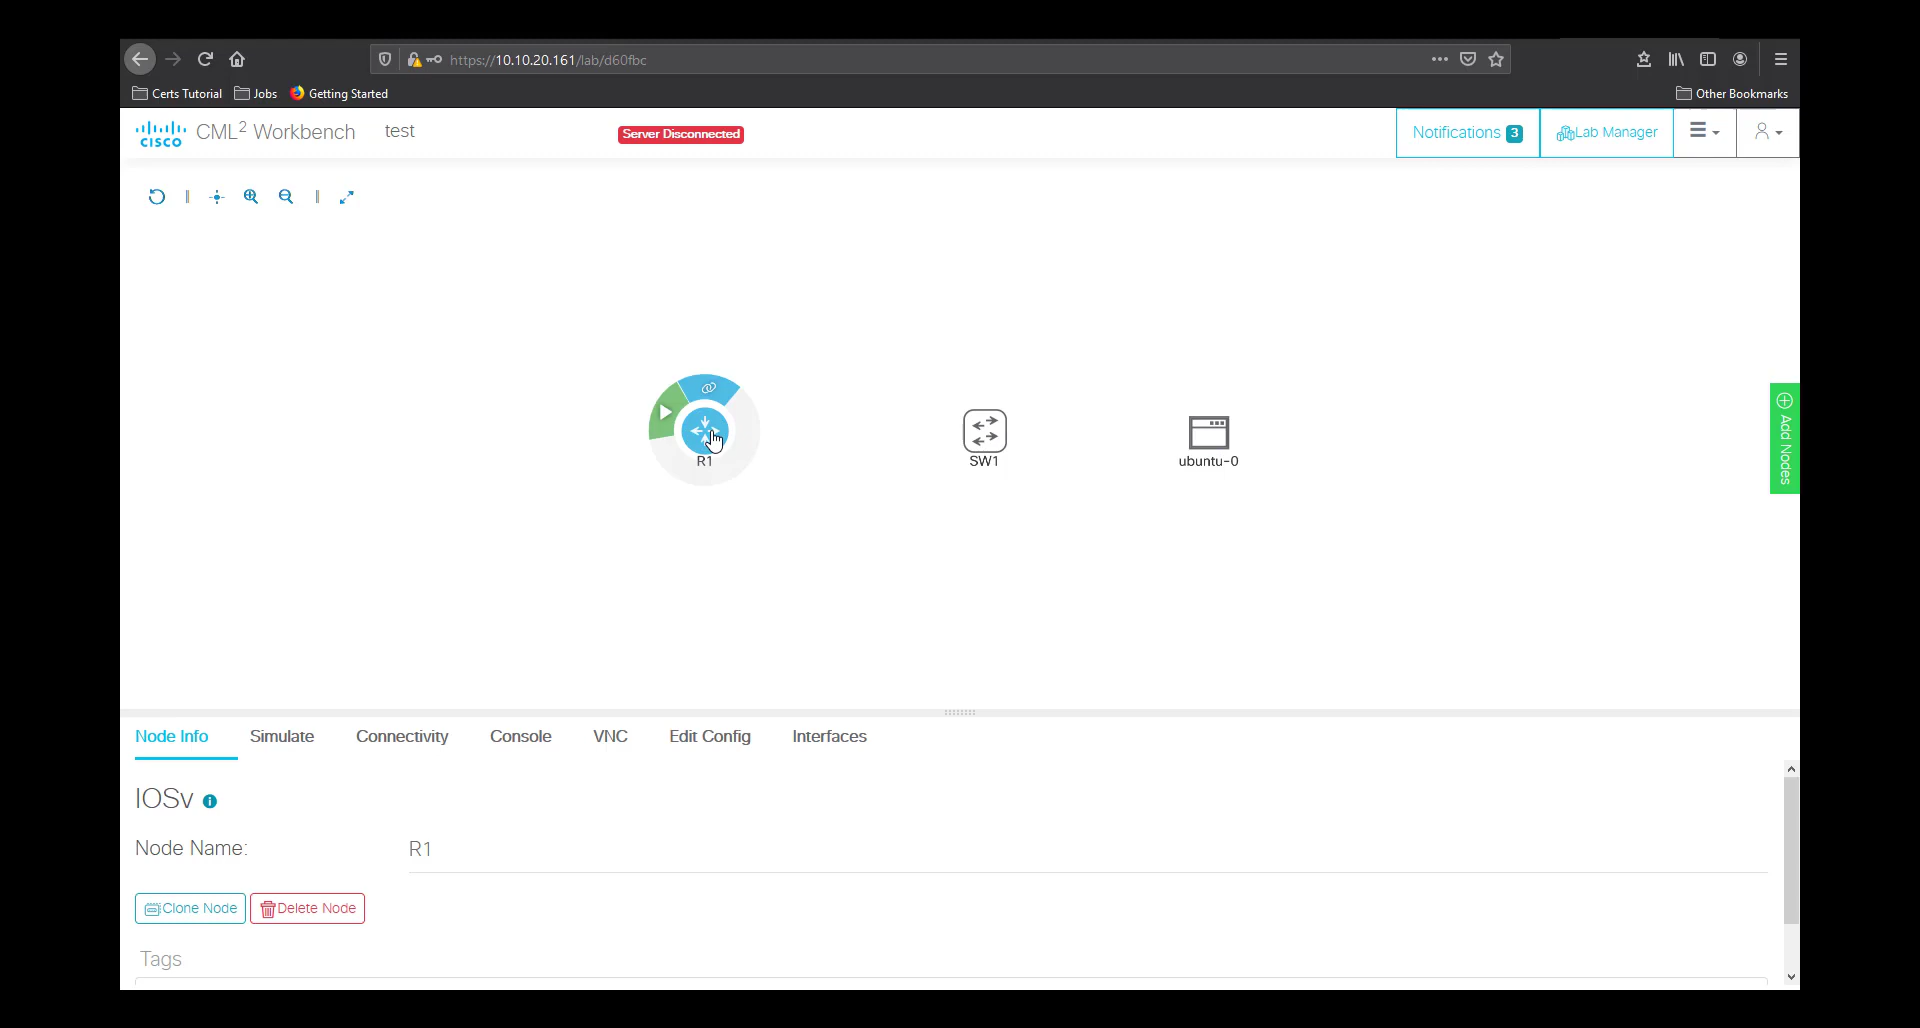 https://10.10.20.161/lab/d60fbc
Certs Tutorial Jobs Getting Started Other Bookmarks
cisco CML2 Workbench test Server Disconnected Notifications 3 Lab Manager
R1 SW1 ubuntu-0
Add Nodes
Node Info Simulate Connectivity Console VNC Edit Config Interfaces
IOSv
Node Name: R1
Clone Node Delete Node
Tags